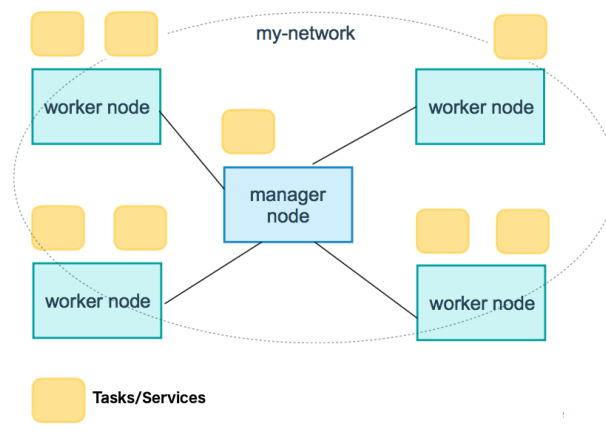 my-network
worker node
worker node
manager
node
worker node
worker node
Tasks/Services